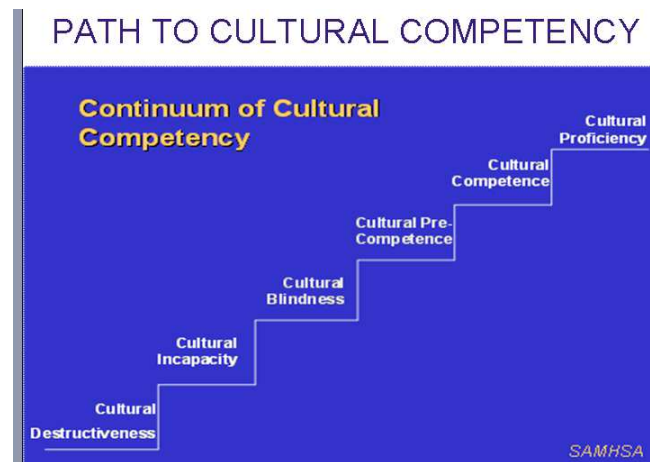 PATH TO CULTURAL COMPETENCY
Continuum of Cultural
Competency
Cultural
Proficiency
Cultural
Competence
Cultural Pre-
Competence
Cultural
Blindness
Cultural
Incapacity
Cultural
Destructiveness
SAMHSA